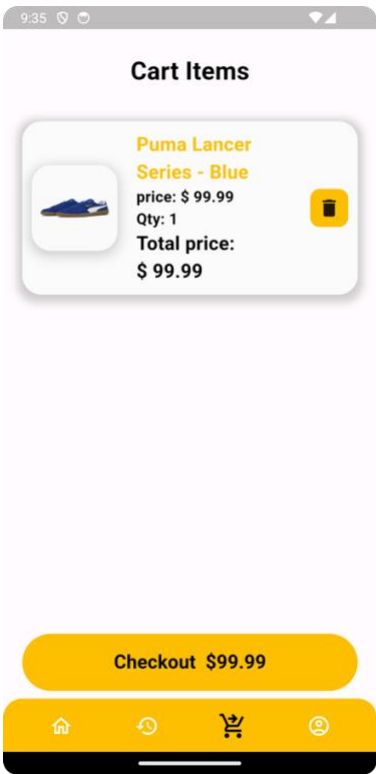 9:35
Cart Items
Puma Lancer
Series - Blue
price: $ 99.99
Qty: 1
Total price:
$ 99.99
Checkout  $99.99